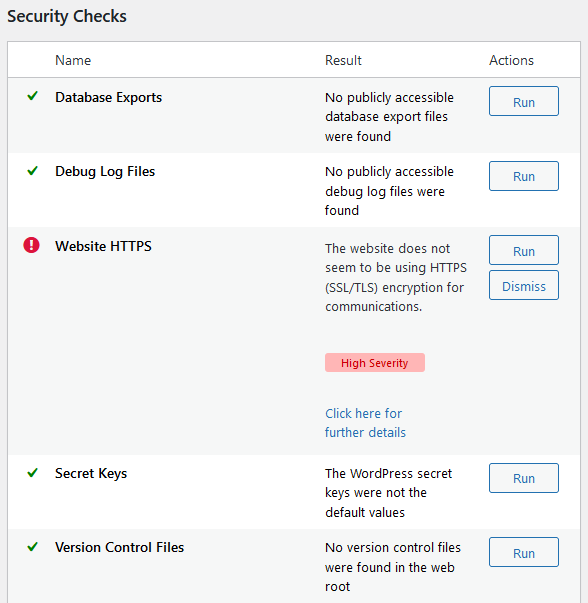 Security Checks
Name Result Actions
Database Exports
No publicly accessible
database export files
were found
Run
Debug Log Files
No publicly accessible
debug log files were
found
Run
Website HTTPS
The website does not
seem to be using HTTPS
(SSL/TLS) encryption for
communications.
High Severity
Click here for
further details
Run
Dismiss
Secret Keys
The WordPress secret
keys were not the
default values
Run
Version Control Files
No version control files
were found in the web
root
Run